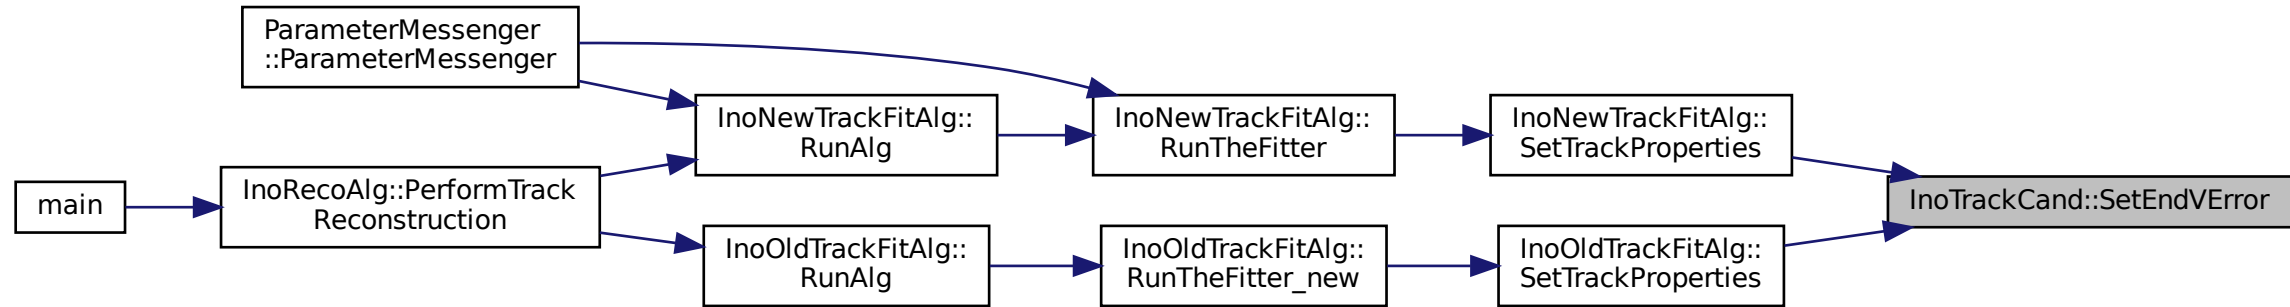 ParameterMessenger
::ParameterMessenger
InoNewTrackFitAlg::
RunAlg
InoNewTrackFitAlg::
RunTheFitter
InoNewTrackFitAlg::
SetTrackProperties
main
InoRecoAlg::PerformTrack
Reconstruction
InoTrackCand::SetEndVError
InoOldTrackFitAlg::
RunAlg
InoOldTrackFitAlg::
RunTheFitter_new
InoOldTrackFitAlg::
SetTrackProperties